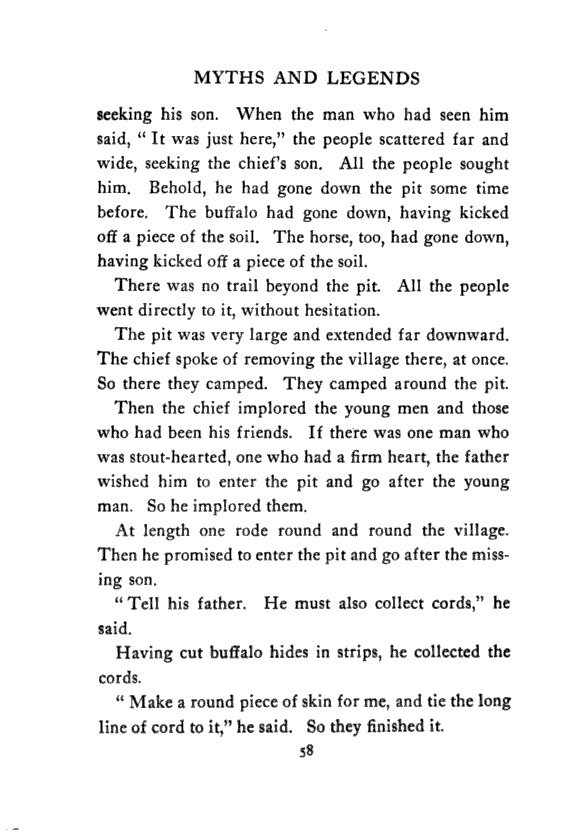 MYTHS AND LEGENDS
seeking his son. When the man who had seen him
said, “ It was just here,” the people scattered far and
wide, seeking the chief’s son. All the people sought
him. Behold, he had gone down the pit some time
before. The buffalo had gone down, having kicked
off a piece of the soil. The horse, too, had gone down,
having kicked off a piece of the soil.
There was no trail beyond the pit. All the people
went directly to it, without hesitation.
The pit was very large and extended far downward.
The chief spoke of removing the village there, at once.
So there they camped. They camped around the pit.
Then the chief implored the young men and those
who had been his friends. If there was one man who
was stout-hearted, one who had a firm heart, the father
wished him to enter the pit and go after the young
man. So he implored them.
At length one rode round and round the village.
Then he promised to enter the pit and go after the miss-
ing son.
“ Tell his father. He must also collect cords,” he
said.
Having cut buffalo hides in strips, he collected the
cords.
“ Make a round piece of skin for me, and tie the long
line of cord to it,” he said. So they finished it.
58